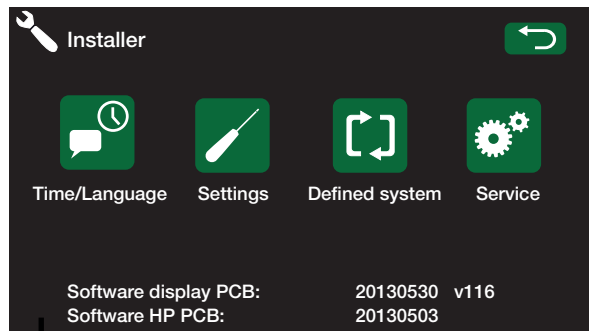 Installer
Time/Language Settings Defined system Service
Software display PCB: 20130530 v116
Software HP PCB: 20130503